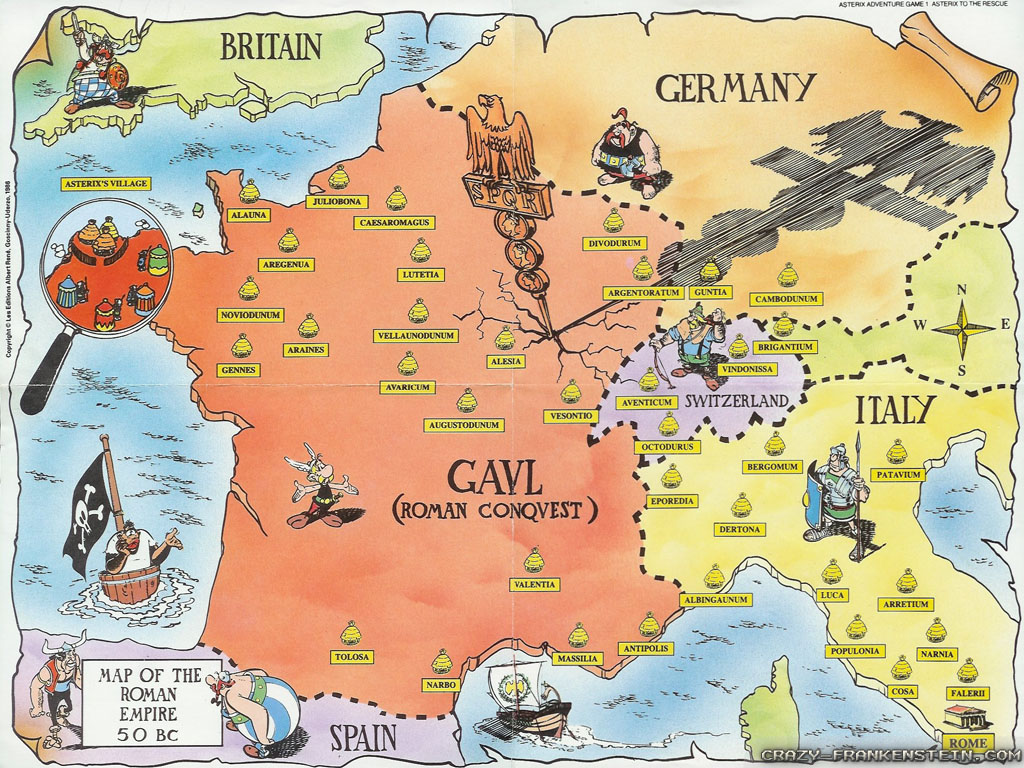 ASTERIX ADVENTURE GAME 1 ASTERIX TO THE RESCUE
BRITAIN
GERMANY
SPQR
ASTERIX'S VILLAGE
JULIOBONA
ALAUNA
CAESAROMAGUS
DIVODURUM
AREGENUA
LUTETIA
ARGENTORATUM
GUNTIA
CAMBODUNUM
N
W
E
S
NOVIODUNUM
VELLAUNODUNUM
ARAINES
BRIGANTIUM
ALESIA
GENNES
VINDONISSA
AVARICUM
AVENTICUM
SWITZERLAND
ITALY
VESONTIO
AUGUSTODUNUM
OCTODURUS
BERGOMUM
PATAVIUM
GAVL
(ROMAN CONQVEST)
EPOREDIA
DERTONA
VALENTIA
ALBINGAUNUM
LUCA
ARRETIUM
ANTIPOLIS
POPULONIA
NARNIA
TOLOSA
MASSILIA
NARBO
COSA
FALERII
MAP OF THE
ROMAN
EMPIRE
50 BC
SPAIN
ROME
Copyright © Les Editions Albert René, Goscinny-Uderzo, 1986
CRAZY-FRANKENSTEIN.COM